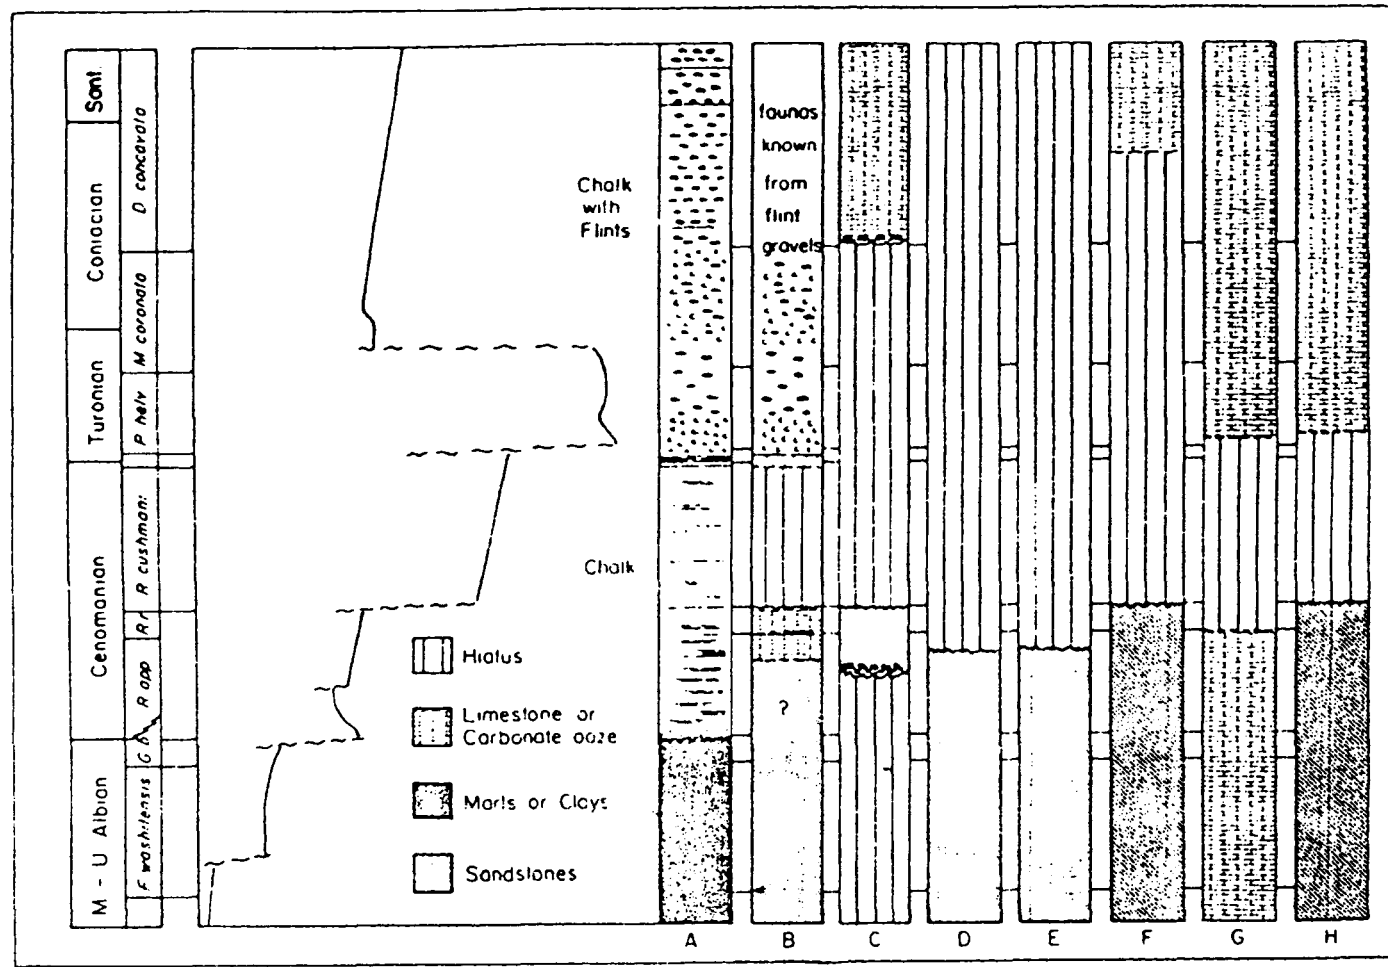 Sant
Coniacian
Turonian
Cenomanian
M - U Albian
D concavata
M coronata
P helv
R cushmani
R r
R app
G b
F washitensis
Chalk
with
Flints
Chalk
Hiatus
Limestone or
Carbonate ooze
Marls or Clays
Sandstones
faunas
known
from
flint
gravels
?
A
B
C
D
E
F
G
H